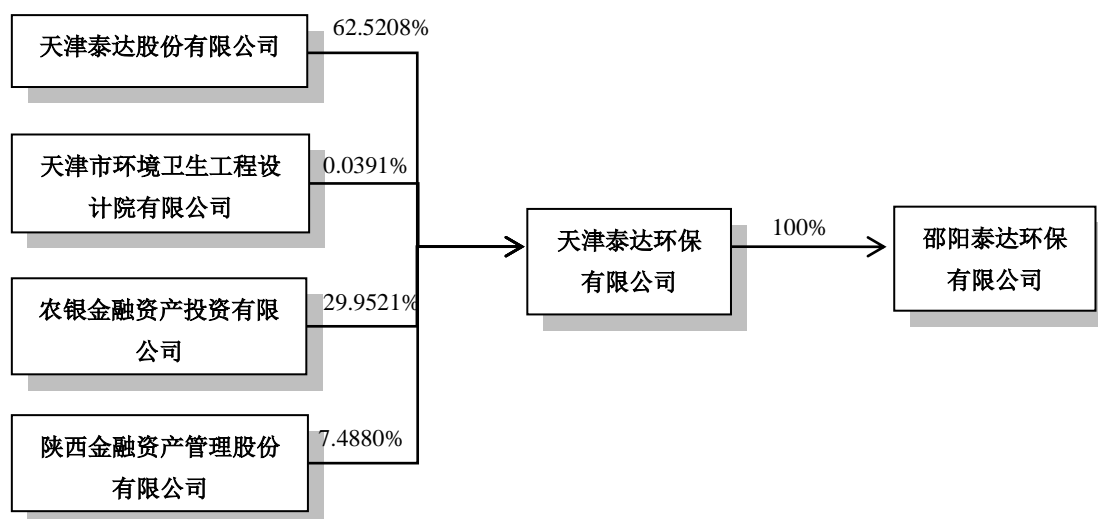 天津泰达股份有限公司
62.5208%
天津市环境卫生工程设
计院有限公司
0.0391%
农银金融资产投资有限
公司
29.9521%
陕西金融资产管理股份
有限公司
7.4880%
天津泰达环保
有限公司
100%
邵阳泰达环保
有限公司